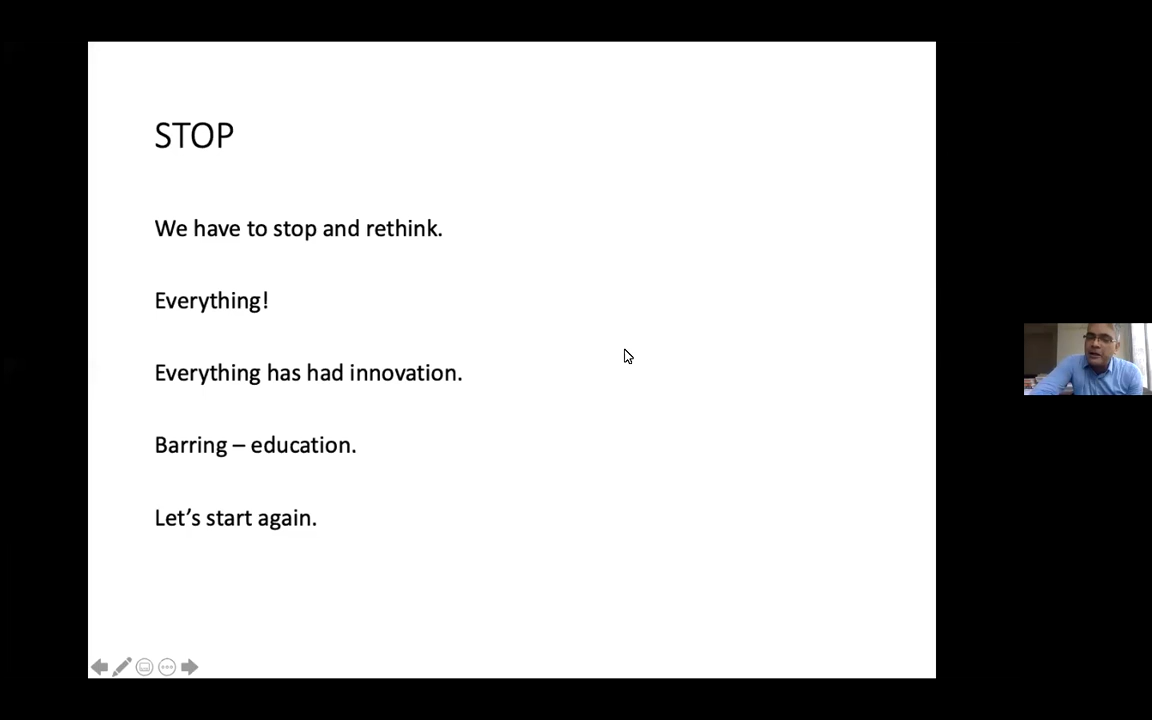 STOP
We have to stop and rethink.
Everything!
Everything has had innovation.
Barring – education.
Let’s start again.